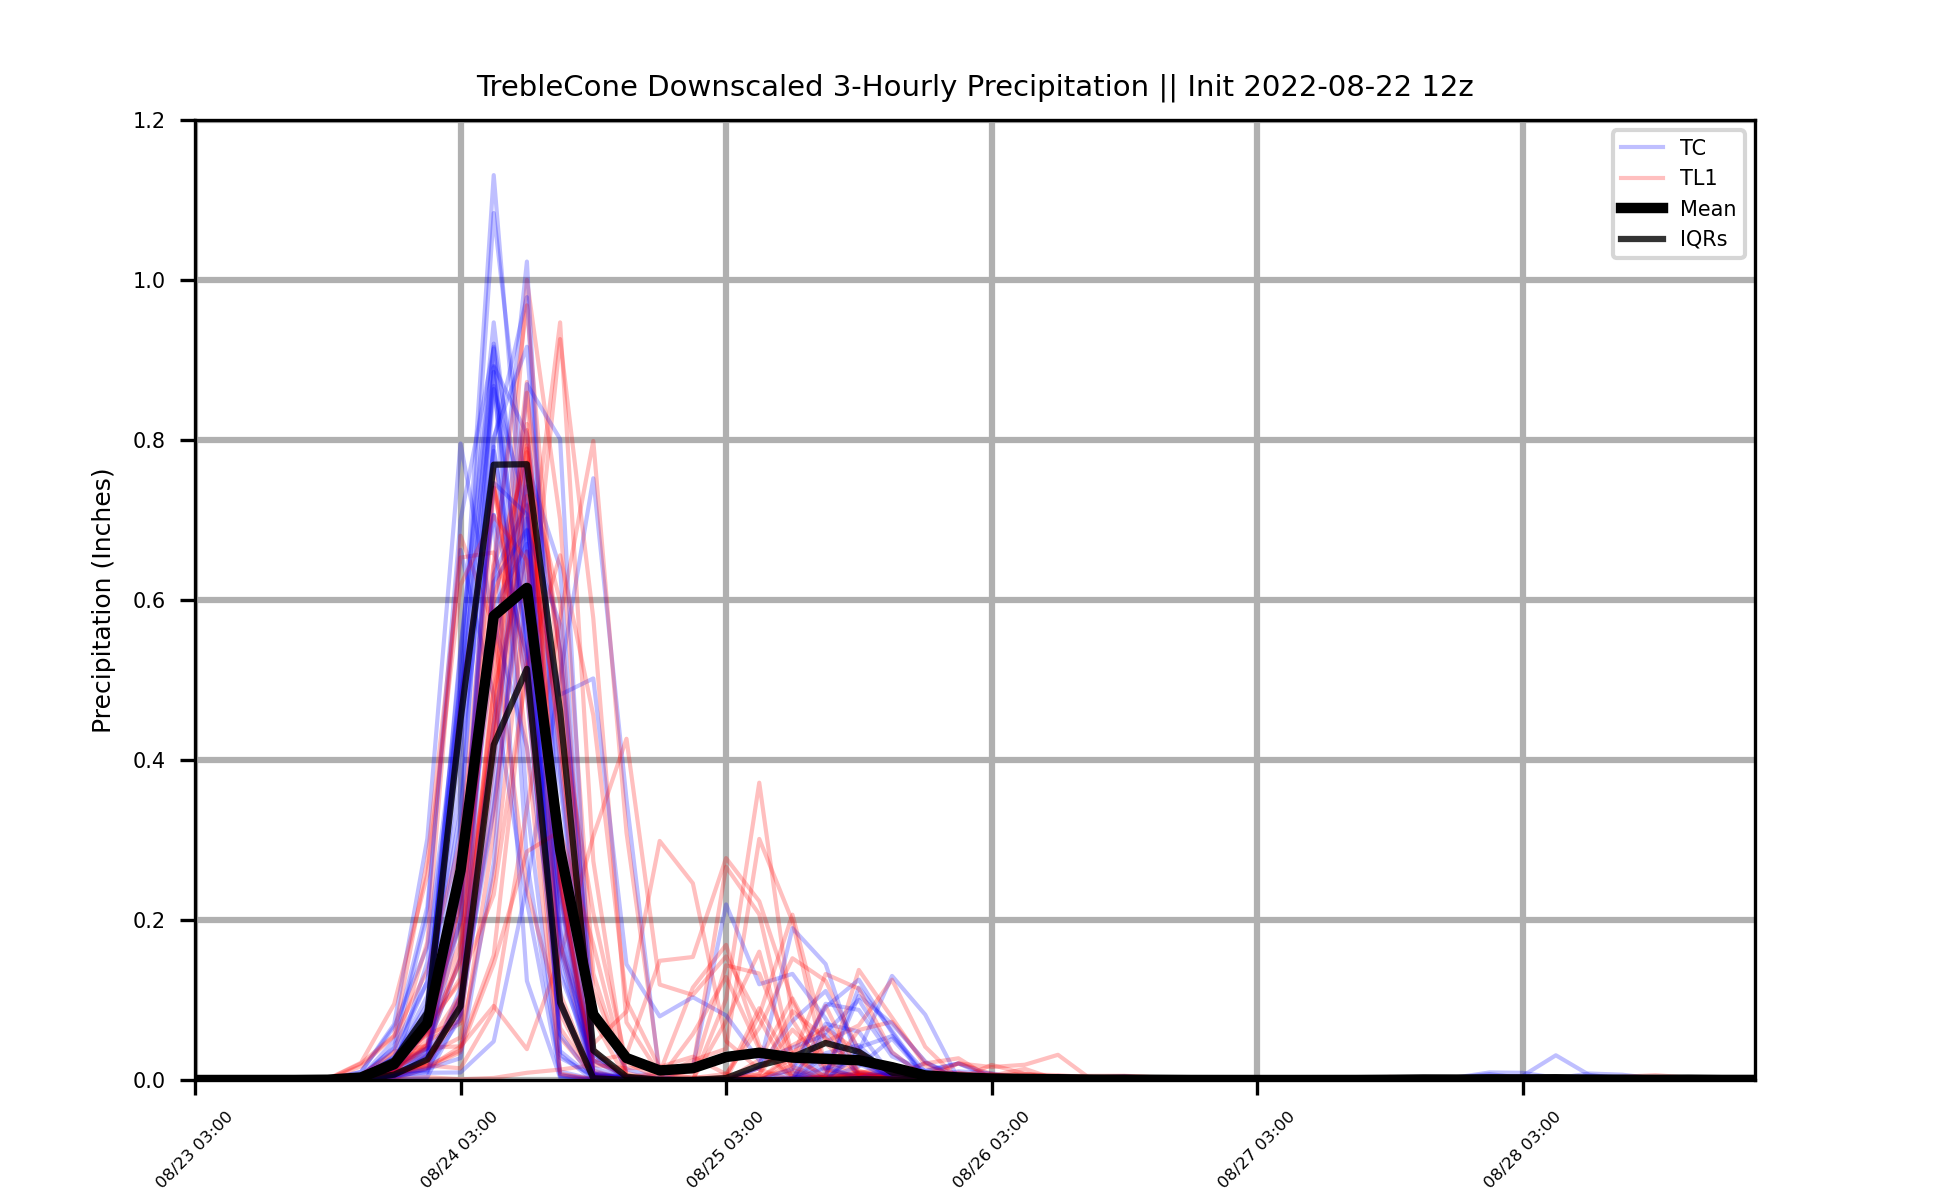 TrebleCone Downscaled 3-Hourly Precipitation || Init 2022-08-22 12z
TC
TL1
Mean
IQRs
Precipitation (Inches)
1.2
1.0
0.8
0.6
0.4
0.2
0.0
08/23 03:00
08/24 03:00
08/25 03:00
08/26 03:00
08/27 03:00
08/28 03:00